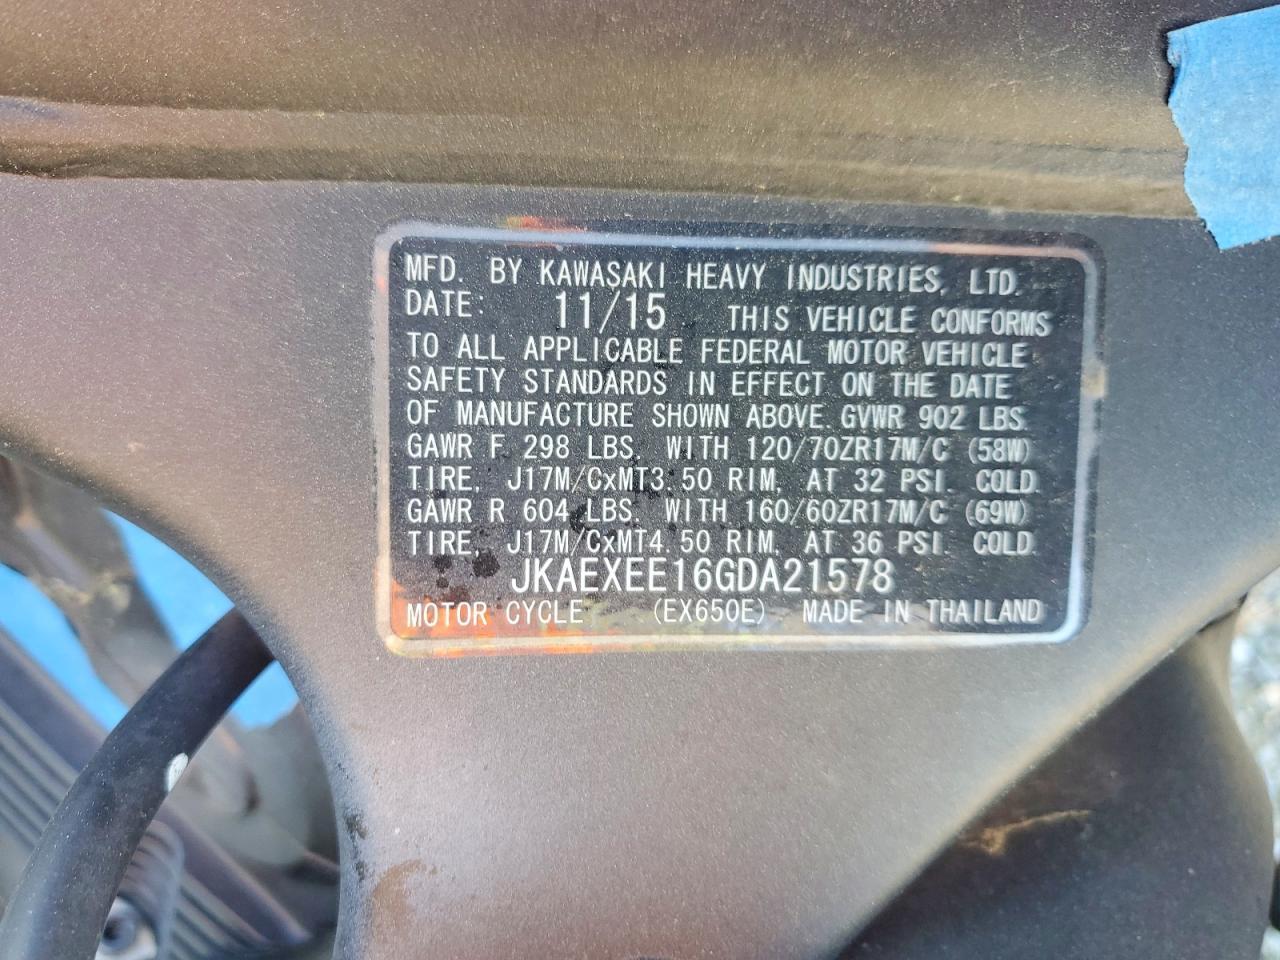 MFD. BY KAWASAKI HEAVY INDUSTRIES, LTD.
DATE: 11/15 THIS VEHICLE CONFORMS
TO ALL APPLICABLE FEDERAL MOTOR VEHICLE
SAFETY STANDARDS IN EFFECT ON THE DATE
OF MANUFACTURE SHOWN ABOVE GVWR 902 LBS.
GAWR F 298 LBS. WITH 120/70ZR17M/C (58W)
TIRE, J17M/CxMT3.50 RIM, AT 32 PSI. COLD.
GAWR R 604 LBS. WITH 160/60ZR17M/C (69W)
TIRE, J17M/CxMT4.50 RIM, AT 36 PSI. COLD.
JKAEXEE16GDA21578
MOTOR CYCLE (EX650E) MADE IN THAILAND